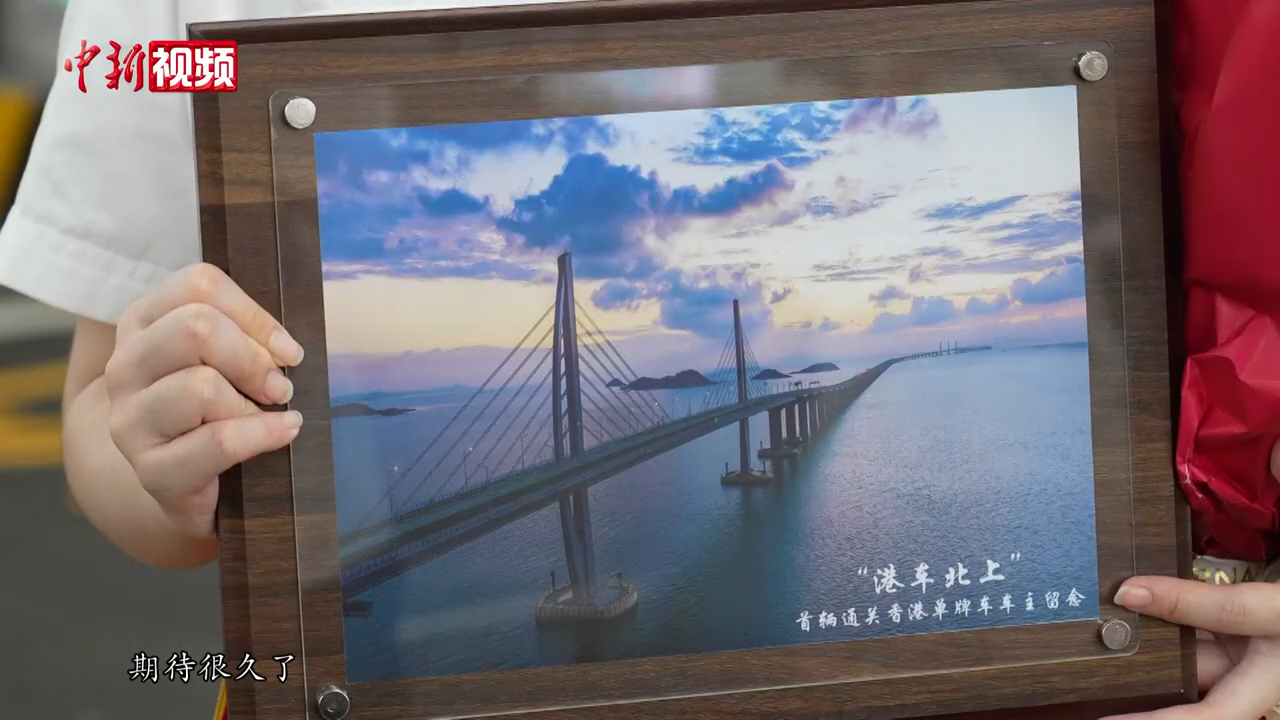 中新视频
“港车北上”
首辆通关香港单牌车车主留念
期待很久了